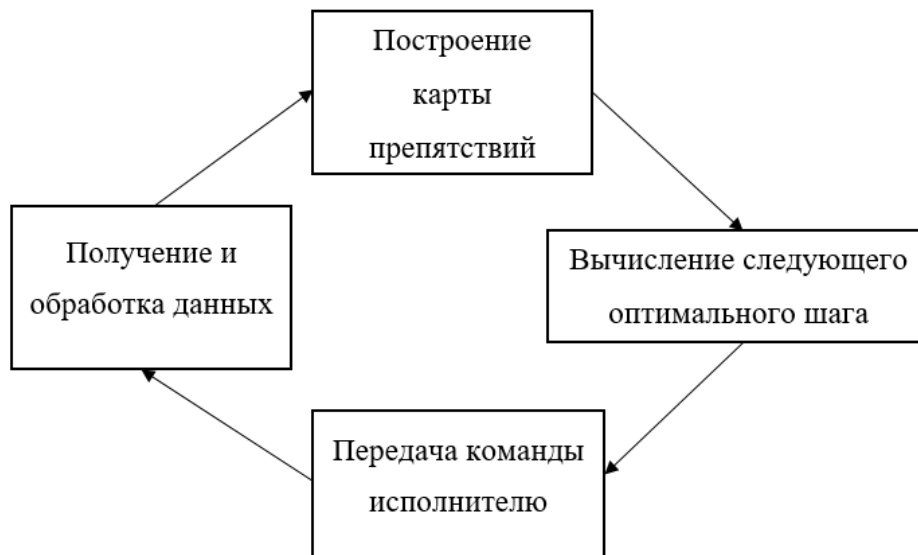 Построение
карты
препятствий
Получение и
обработка данных
Вычисление следующего
оптимального шага
Передача команды
исполнителю